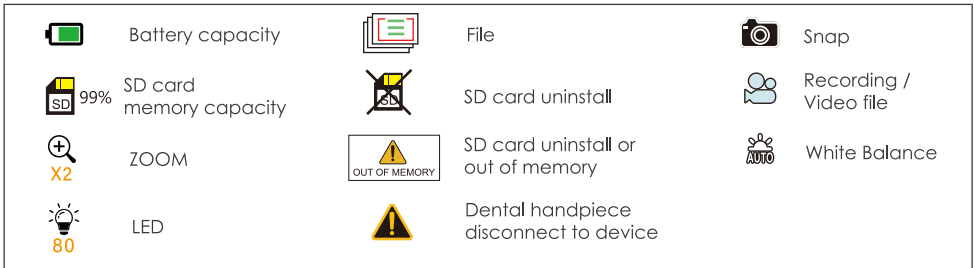 Battery capacity
File
Snap
SD 99%
SD card
memory capacity
SD
SD card uninstall
Recording /
Video file
X2
ZOOM
OUT OF MEMORY
SD card uninstall or
out of memory
AUTO
White Balance
80
LED
Dental handpiece
disconnect to device